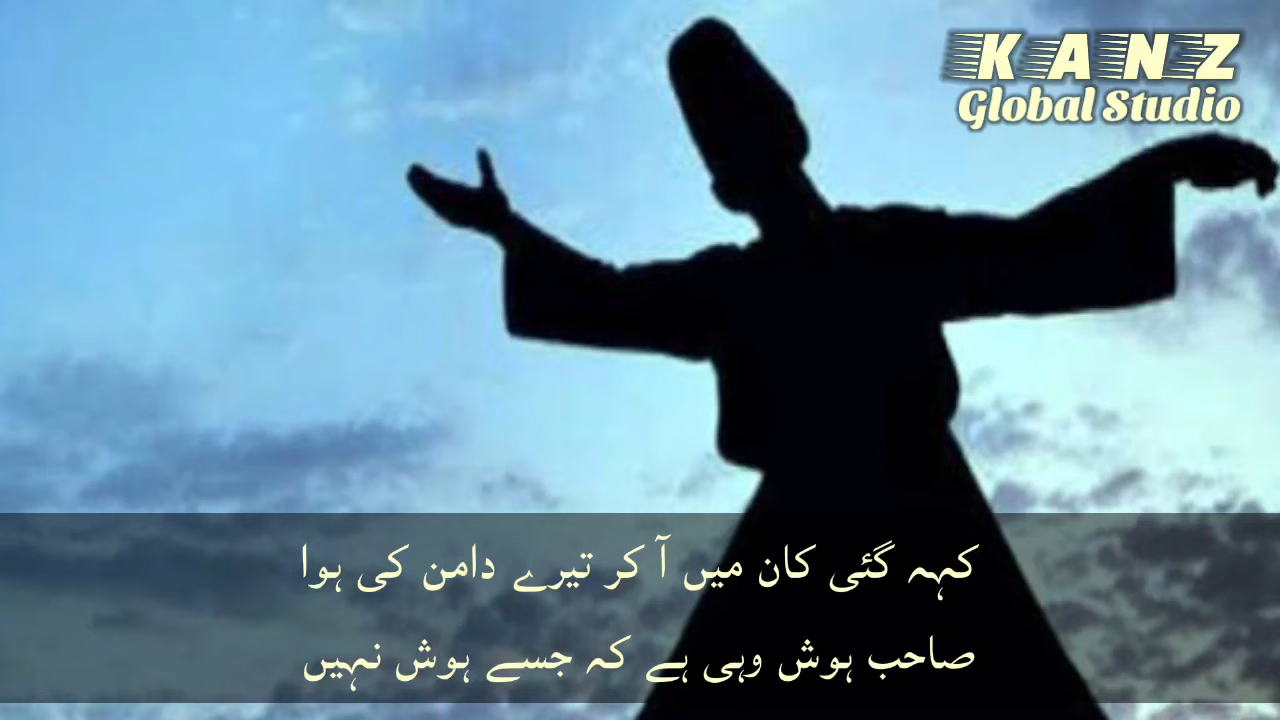 KANZ
Global Studio
کہہ گئی کان میں آ کر تیرے دامن کی ہوا
صاحب ہوش وہی ہے کہ جسے ہوش نہیں